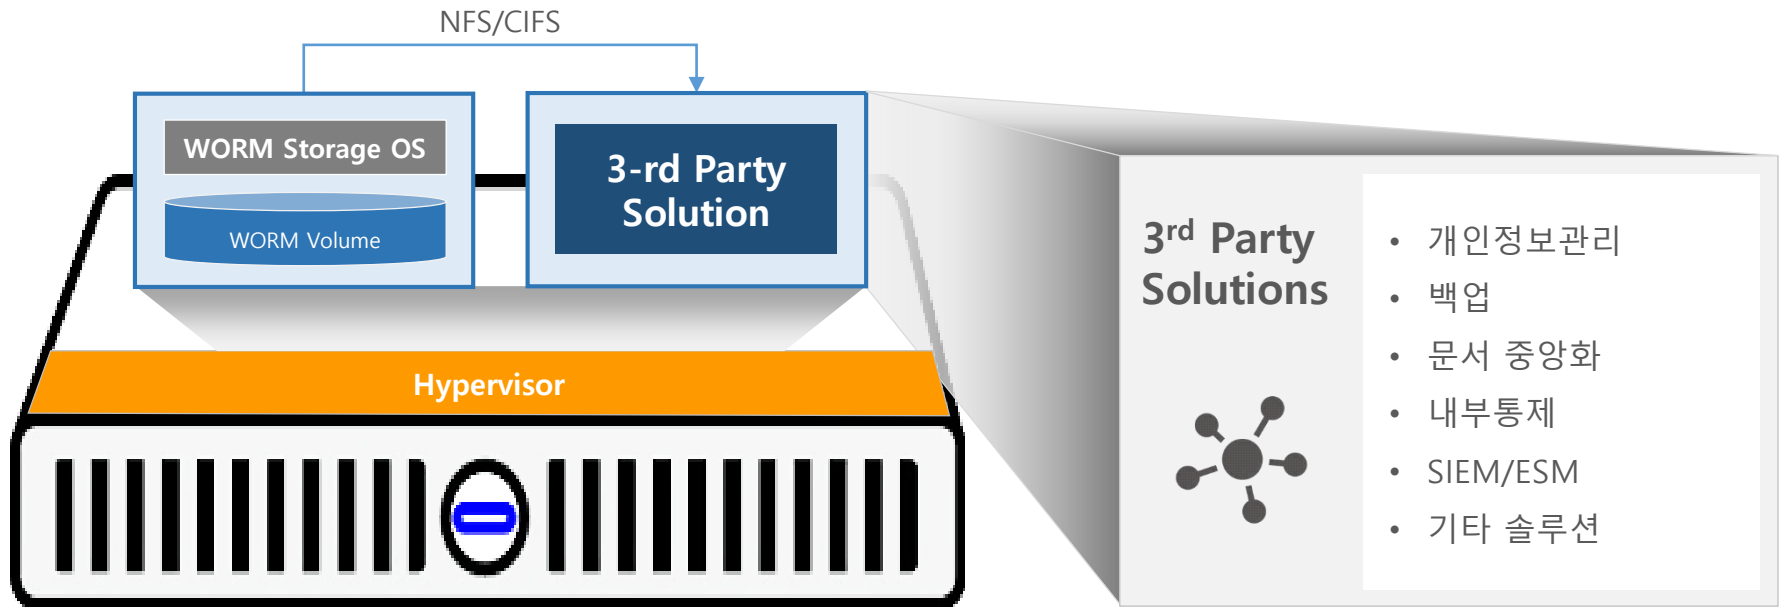 NFS/CIFS
WORM Storage OS
WORM Volume
3-rd Party
Solution
Hypervisor
3rd Party
Solutions
• 개인정보관리
• 백업
• 문서 중앙화
• 내부통제
• SIEM/ESM
• 기타 솔루션